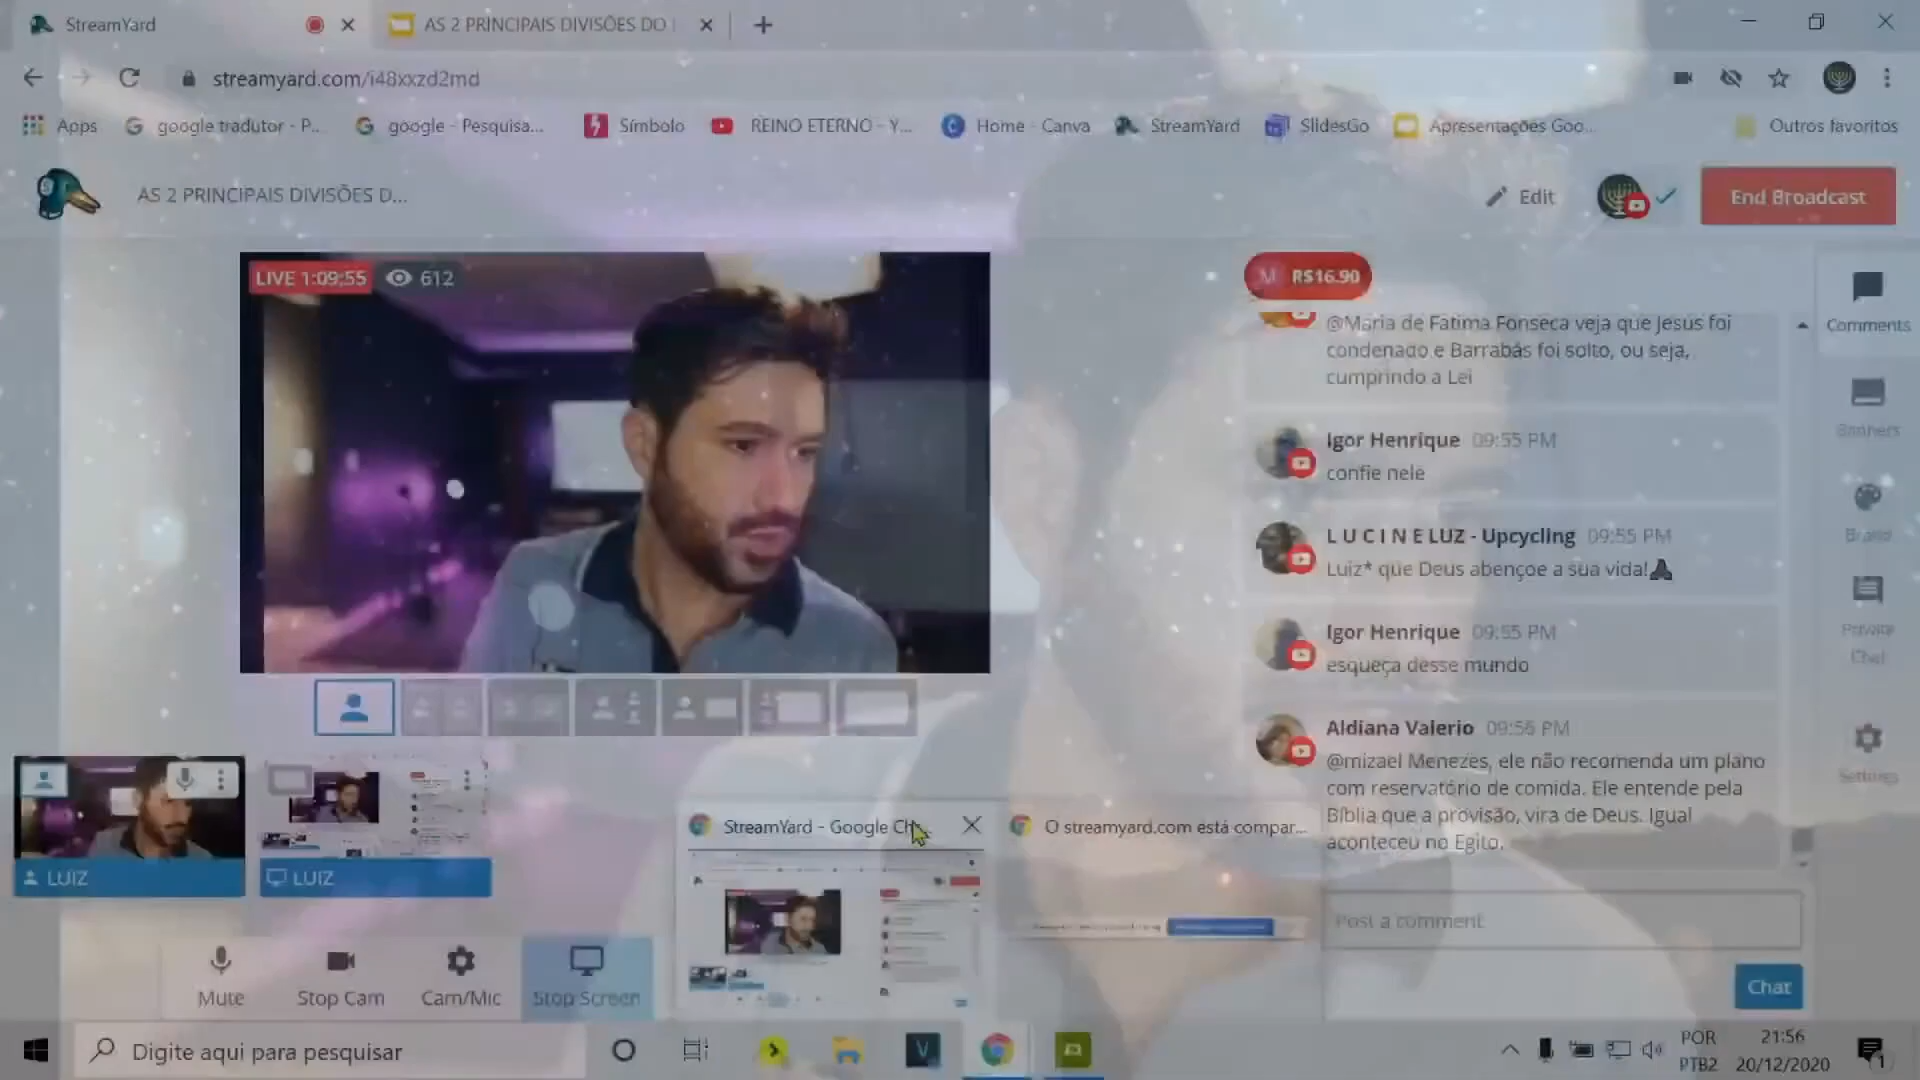 StreamYard
AS 2 PRINCIPAIS DIVISÕES DO
streamyard.com/i48xxzd2md
Apps
google tradutor - P...
google - Pesquisa...
Símbolo
REINO ETERNO - Y...
Home - Canva
StreamYard
SlidesGo
Apresentações Goo...
Outros favoritos
AS 2 PRINCIPAIS DIVISÕES D...
Edit
End Broadcast
LIVE 1:09:55
612
M R$16.90
@Maria de Fatima Fonseca veja que Jesus foi
condenado e Barrabás foi solto, ou seja,
cumprindo a Lei
Igor Henrique 09:55 PM
confie nele
L U C I N E LUZ - Upcycling 09:55 PM
Luiz* que Deus abençoe a sua vida!🙏
Igor Henrique 09:55 PM
esqueça desse mundo
Aldiana Valerio 09:56 PM
@mizael Menezes, ele não recomenda um plano
com reservatório de comida. Ele entende pela
Bíblia que a provisão, vira de Deus. Igual
aconteceu no Egito.
Post a comment
Chat
Comments
Banners
Brand
Private
Chat
Settings
LUIZ
LUIZ
StreamYard - Google Ch...
O streamyard.com está compar...
Mute
Stop Cam
Cam/Mic
Stop Screen
Digite aqui para pesquisar
POR
PTB2
21:56
20/12/2020
1